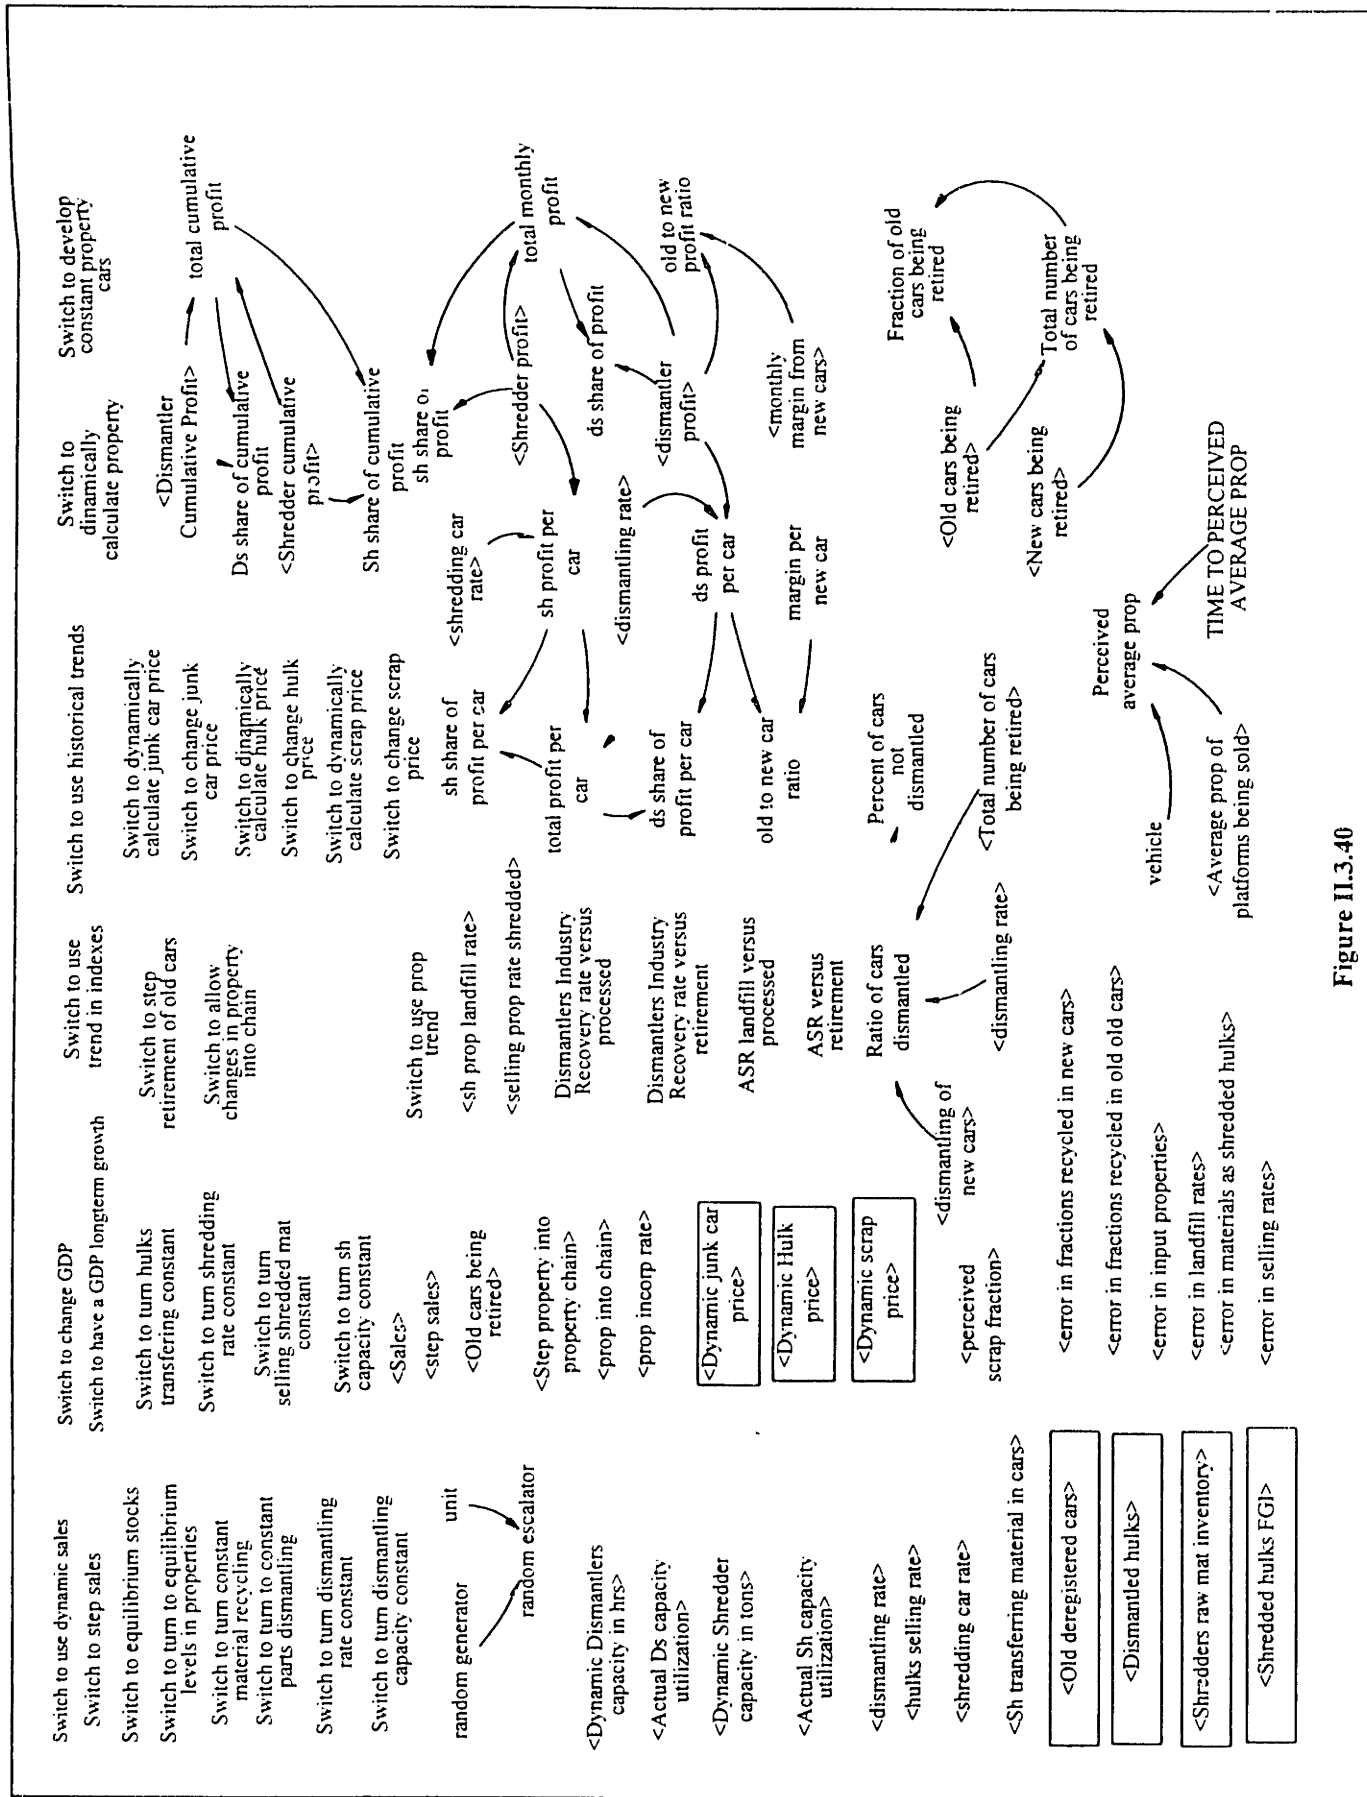 Switch to use dynamic sales
Switch to step sales
Switch to equilibrium stocks
Switch to turn to equilibrium
levels in properties
Switch to turn constant
material recycling
Switch to turn to constant
parts dismantling
Switch to turn dismantling
rate constant
Switch to turn dismantling
capacity constant
random generator
unit
random escalator
<Dynamic Dismantlers
capacity in hrs>
<Actual Ds capacity
utilization>
<Dynamic Shredder
capacity in tons>
<Actual Sh capacity
utilization>
<dismantling rate>
<hulks selling rate>
<shredding car rate>
<Sh transferring material in cars>
<Old deregistered cars>
<Dismantled hulks>
<Shredders raw mat inventory>
<Shredded hulks FGI>
Switch to change GDP
Switch to have a GDP longterm growth
Switch to turn hulks
transfering constant
Switch to turn shredding
rate constant
Switch to turn
selling shredded mat
constant
Switch to turn sh
capacity constant
<Sales>
<step sales>
<Old cars being
retired>
<Step property into
property chain>
<prop into chain>
<prop incorp rate>
<Dynamic junk car
price>
<Dynamic Hulk
price>
<Dynamic scrap
price>
<dismantling of
new cars>
<perceived
scrap fraction>
<error in fractions recycled in new cars>
<error in fractions recycled in old old cars>
<error in input properties>
<error in landfill rates>
<error in materials as shredded hulks>
<error in selling rates>
Switch to use
trend in indexes
Switch to step
retirement of old cars
Switch to allow
changes in property
into chain
Switch to use prop
trend
<sh prop landfill rate>
<selling prop rate shredded>
Dismantlers Industry
Recovery rate versus
processed
Dismantlers Industry
Recovery rate versus
retirement
ASR landfill versus
processed
ASR versus
retirement
Ratio of cars
dismantled
<dismantling rate>
Switch to use historical trends
Switch to dynamically
calculate junk car price
Switch to change junk
car price
Switch to dinamically
calculate hulk price
Switch to change hulk
price
Switch to dynamically
calculate scrap price
Switch to change scrap
price
sh share of
profit per car
total profit per
car
ds share of
profit per car
old to new car
ratio
Percent of cars
not
dismantled
<Total number of cars
being retired>
vehicle
<Average prop of
platforms being sold>
Perceived
average prop
TIME TO PERCEIVED
AVERAGE PROP
Switch to
dinamically
calculate property
<Dismantler
Cumulative Profit>
Ds share of cumulative
profit
<Shredder cumulative
profit>
Sh share of cumulative
profit
sh share of
profit
<shredding car
rate>
sh profit per
car
<Shredder profit>
<dismantling rate>
ds share of profit
<dismantler
profit>
ds profit
per car
margin per
new car
<monthly
margin from
new cars>
<Old cars being
retired>
<New cars being
retired>
Switch to develop
constant property
cars
total cumulative
profit
total monthly
profit
old to new
profit ratio
Fraction of old
cars being
retired
Total number
of cars being
retired
Figure II.3.40